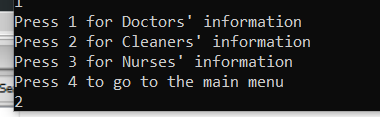 1
Press 1 for Doctors' information
Press 2 for Cleaners' information
Press 3 for Nurses' information
Press 4 to go to the main menu
Se
2